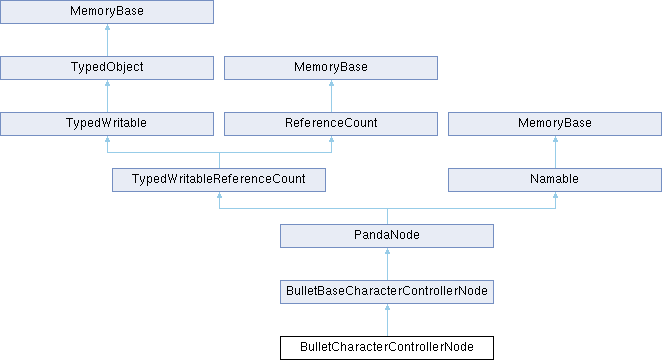 MemoryBase
TypedObject
MemoryBase
TypedWritable
ReferenceCount
MemoryBase
TypedWritableReferenceCount
Namable
PandaNode
BulletBaseCharacterControllerNode
BulletCharacterControllerNode